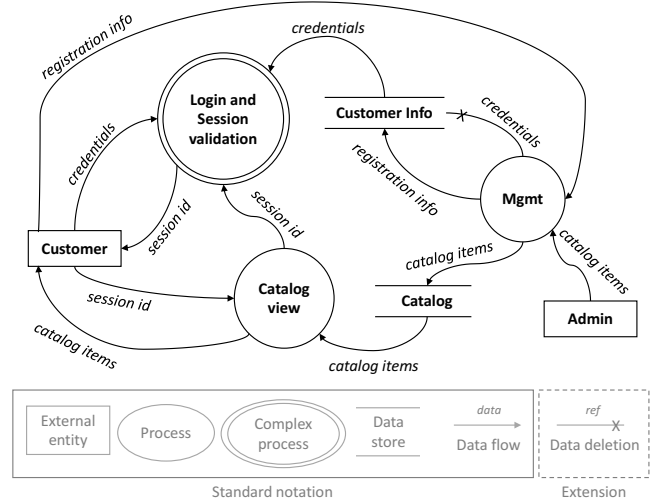 registration info
credentials
Login and
Session
validation
Customer Info
credentials
credentials
registration info
Mgmt
session id
session id
Customer
catalog items
catalog items
session id
Catalog
view
Catalog
Admin
catalog items
catalog items
External
entity
Process
Complex
process
Data
store
data
Data flow
ref
X
Data deletion
Standard notation
Extension